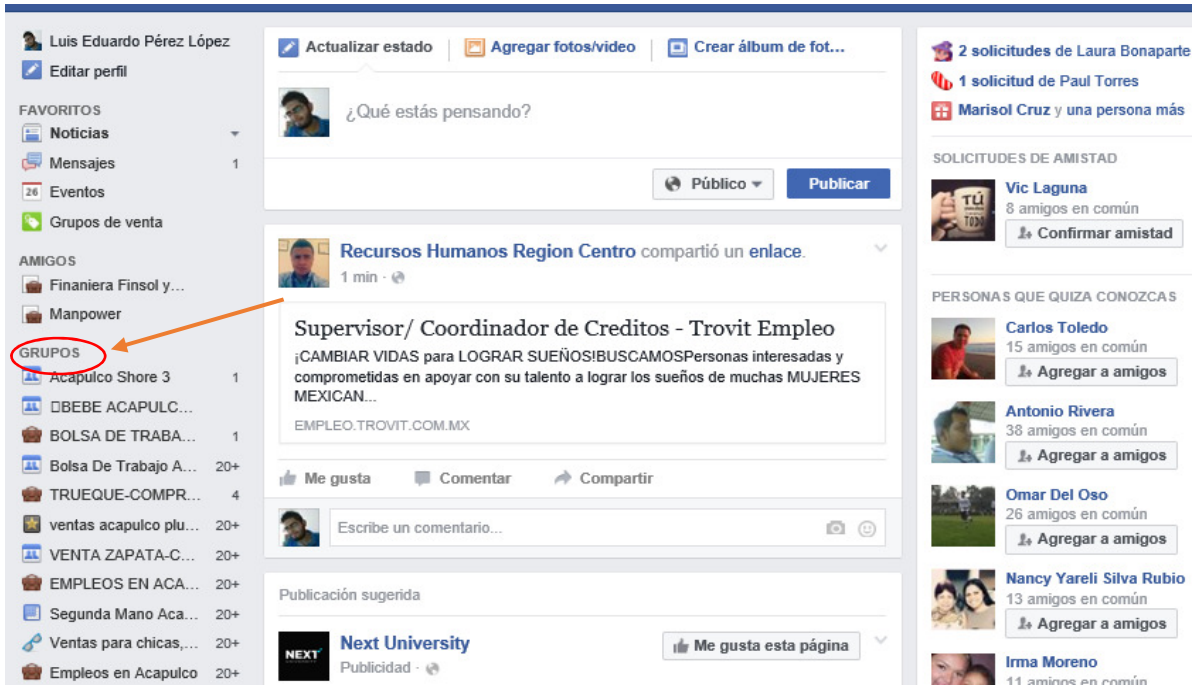 Luis Eduardo Pérez López
Editar perfil
FAVORITOS
Noticias
Mensajes 1
26 Eventos
Grupos de venta
AMIGOS
Finaniera Finsol y...
Manpower
GRUPOS
Acapulco Shore 3 1
□BEBE ACAPULC...
BOLSA DE TRABA... 1
Bolsa De Trabajo A... 20+
TRUEQUE-COMPR... 4
ventas acapulco plu... 20+
VENTA ZAPATA-C... 20+
EMPLEOS EN ACA... 20+
Segunda Mano Aca... 20+
Ventas para chicas,... 20+
Empleos en Acapulco 20+
Actualizar estado Agregar fotos/video Crear álbum de fot...
¿Qué estás pensando?
Público Publicar
Recursos Humanos Region Centro compartió un enlace.
1 min ·
Supervisor/ Coordinador de Creditos - Trovit Empleo
¡CAMBIAR VIDAS para LOGRAR SUEÑOS!BUSCAMOSPersonas interesadas y
comprometidas en apoyar con su talento a lograr los sueños de muchas MUJERES
MEXICAN...
EMPLEO.TROVIT.COM.MX
Me gusta Comentar Compartir
Escribe un comentario...
Publicación sugerida
NEXT
Next University
Publicidad ·
Me gusta esta página
2 solicitudes de Laura Bonaparte
1 solicitud de Paul Torres
Marisol Cruz y una persona más
SOLICITUDES DE AMISTAD
TÚ
TODO
Vic Laguna
8 amigos en común
Confirmar amistad
PERSONAS QUE QUIZA CONOZCAS
Carlos Toledo
15 amigos en común
Agregar a amigos
Antonio Rivera
38 amigos en común
Agregar a amigos
Omar Del Oso
26 amigos en común
Agregar a amigos
Nancy Yareli Silva Rubio
13 amigos en común
Agregar a amigos
Irma Moreno
11 amigos en común